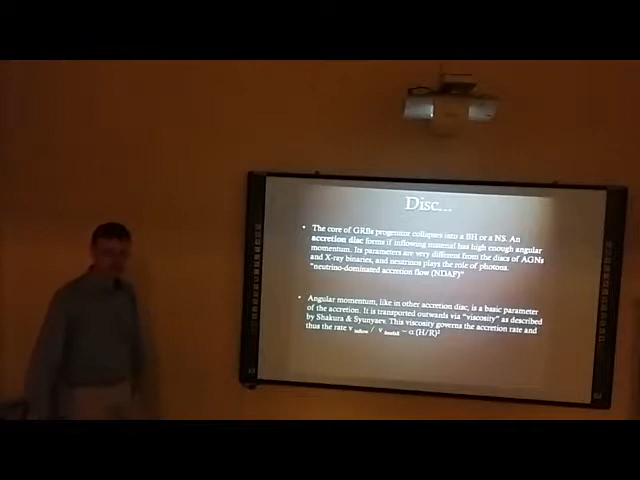 Disc...
• The core of GRBs progenitor collapses into a BH or a NS. An
accretion disc forms if inflowing material has high enough angular
momentum. Its parameters are very different from the discs of AGNs
and X-ray binaries, and neutrinos plays the role of photons.
"neutrino-dominated accretion flow (NDAF)"
• Angular momentum, like in other accretion disc, is a basic parameter
of the accretion. It is transported outwards via "viscosity" as described
by Shakura & Syunyaev. This viscosity governs the accretion rate and
thus the rate v inflow / v freefall ~ α (H/R)²